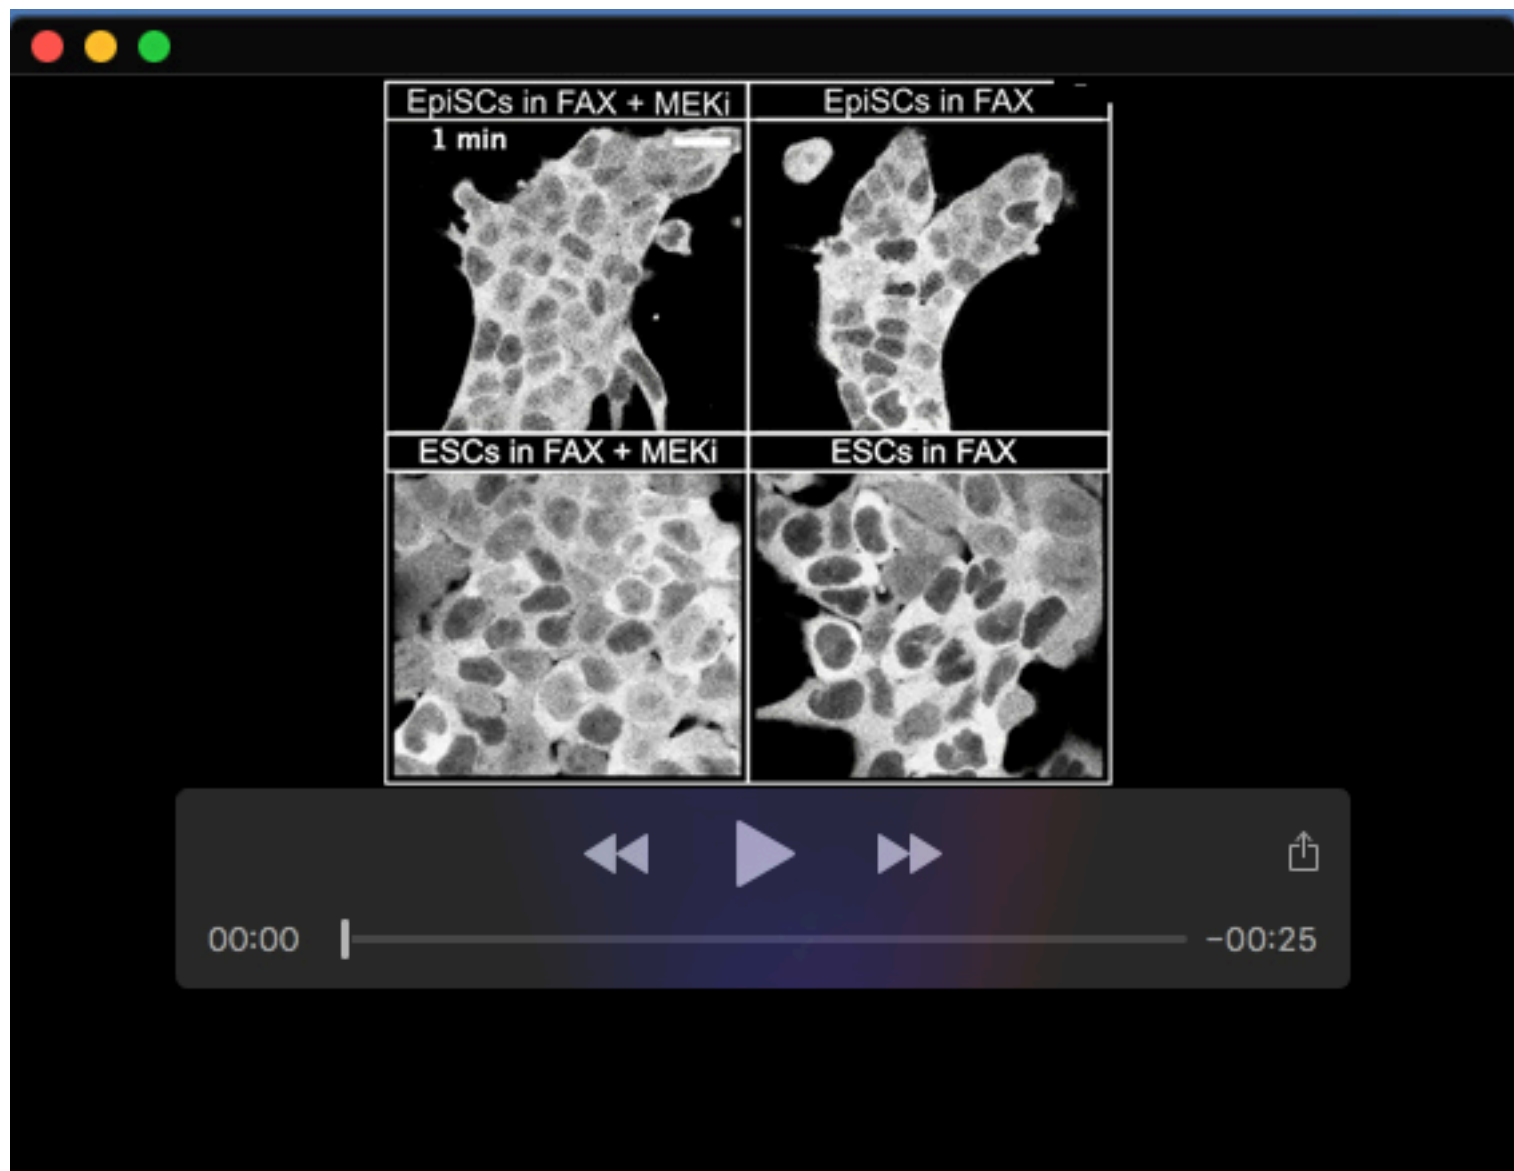 EpiSCs in FAX + MEKi
EpiSCs in FAX
1 min
ESCs in FAX + MEKi
ESCs in FAX
00:00
-00:25